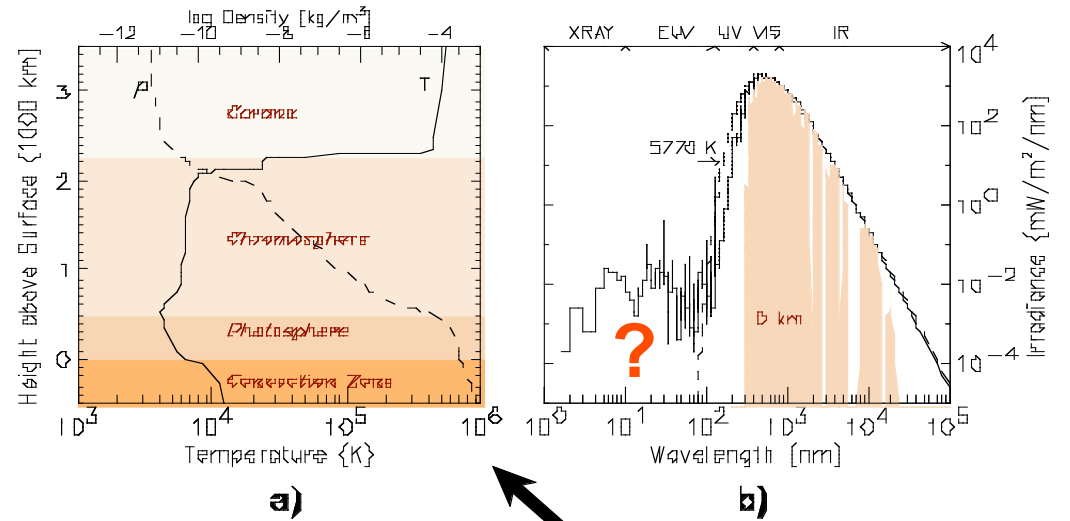 log Density [kg/m³]
-12 -10 -8 -6 -4
Height above Surface {1000 km}
3
2
1
0
ρ
T
Corona
Chromosphere
Photosphere
Convection Zone
10³ 10⁴ 10⁵ 10⁶
Temperature {K}
a)
XRAY EUV UV VIS IR
5770 K
0 km
?
10⁴
10²
10⁰
10⁻²
10⁻⁴
Irradiance {mW/m²/nm}
10⁰ 10¹ 10² 10³ 10⁴ 10⁵
Wavelength [nm]
b)